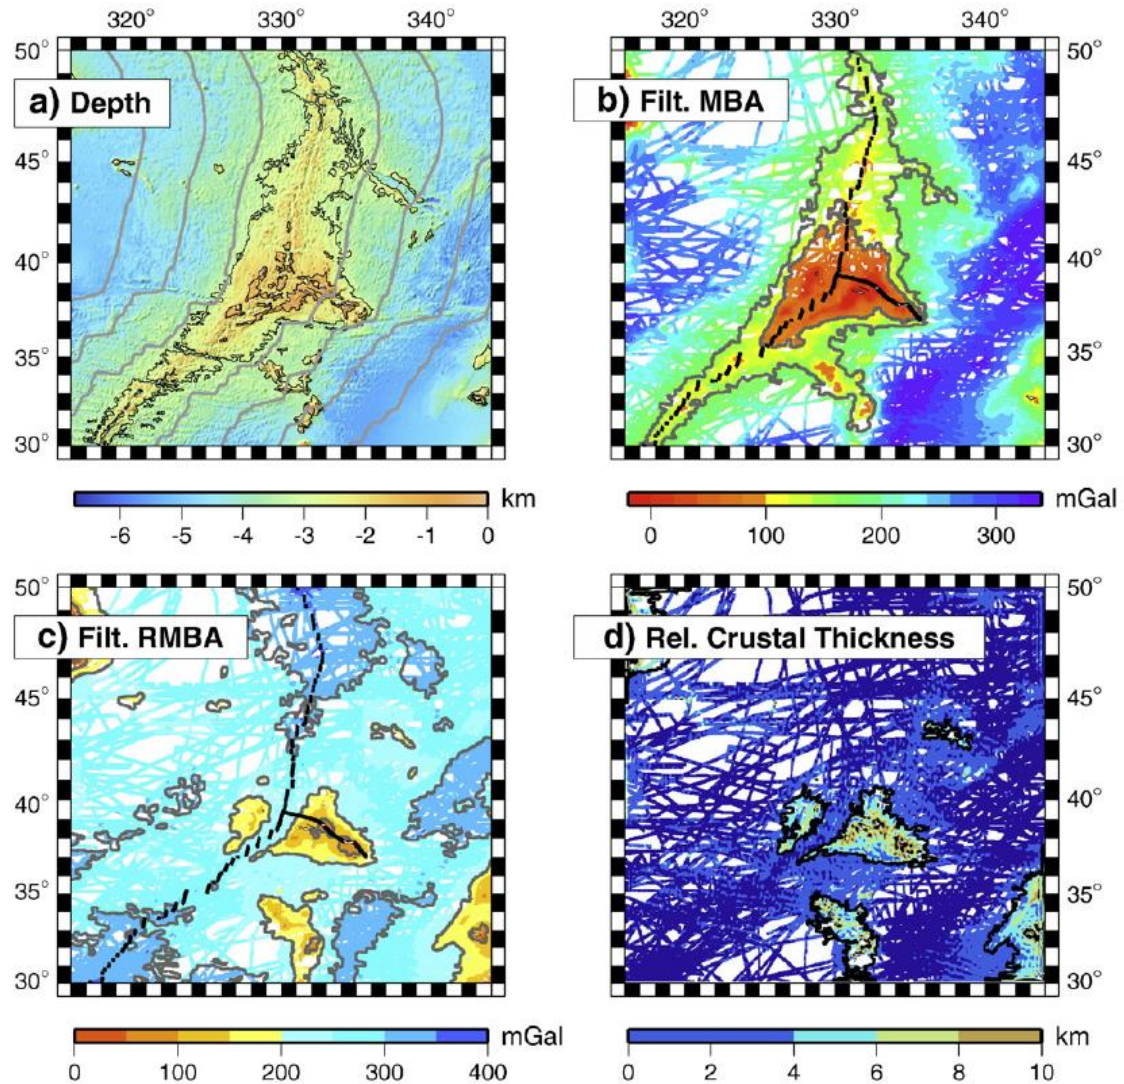 320° 330° 340° 320° 330° 340°
50° 50°
a) Depth b) Filt. MBA
45° 45°
40° 40°
35° 35°
30° 30°
km mGal
-6 -5 -4 -3 -2 -1 0 0 100 200 300
50° 50°
c) Filt. RMBA d) Rel. Crustal Thickness
45° 45°
40° 40°
35° 35°
30° 30°
mGal km
0 100 200 300 400 0 2 4 6 8 10